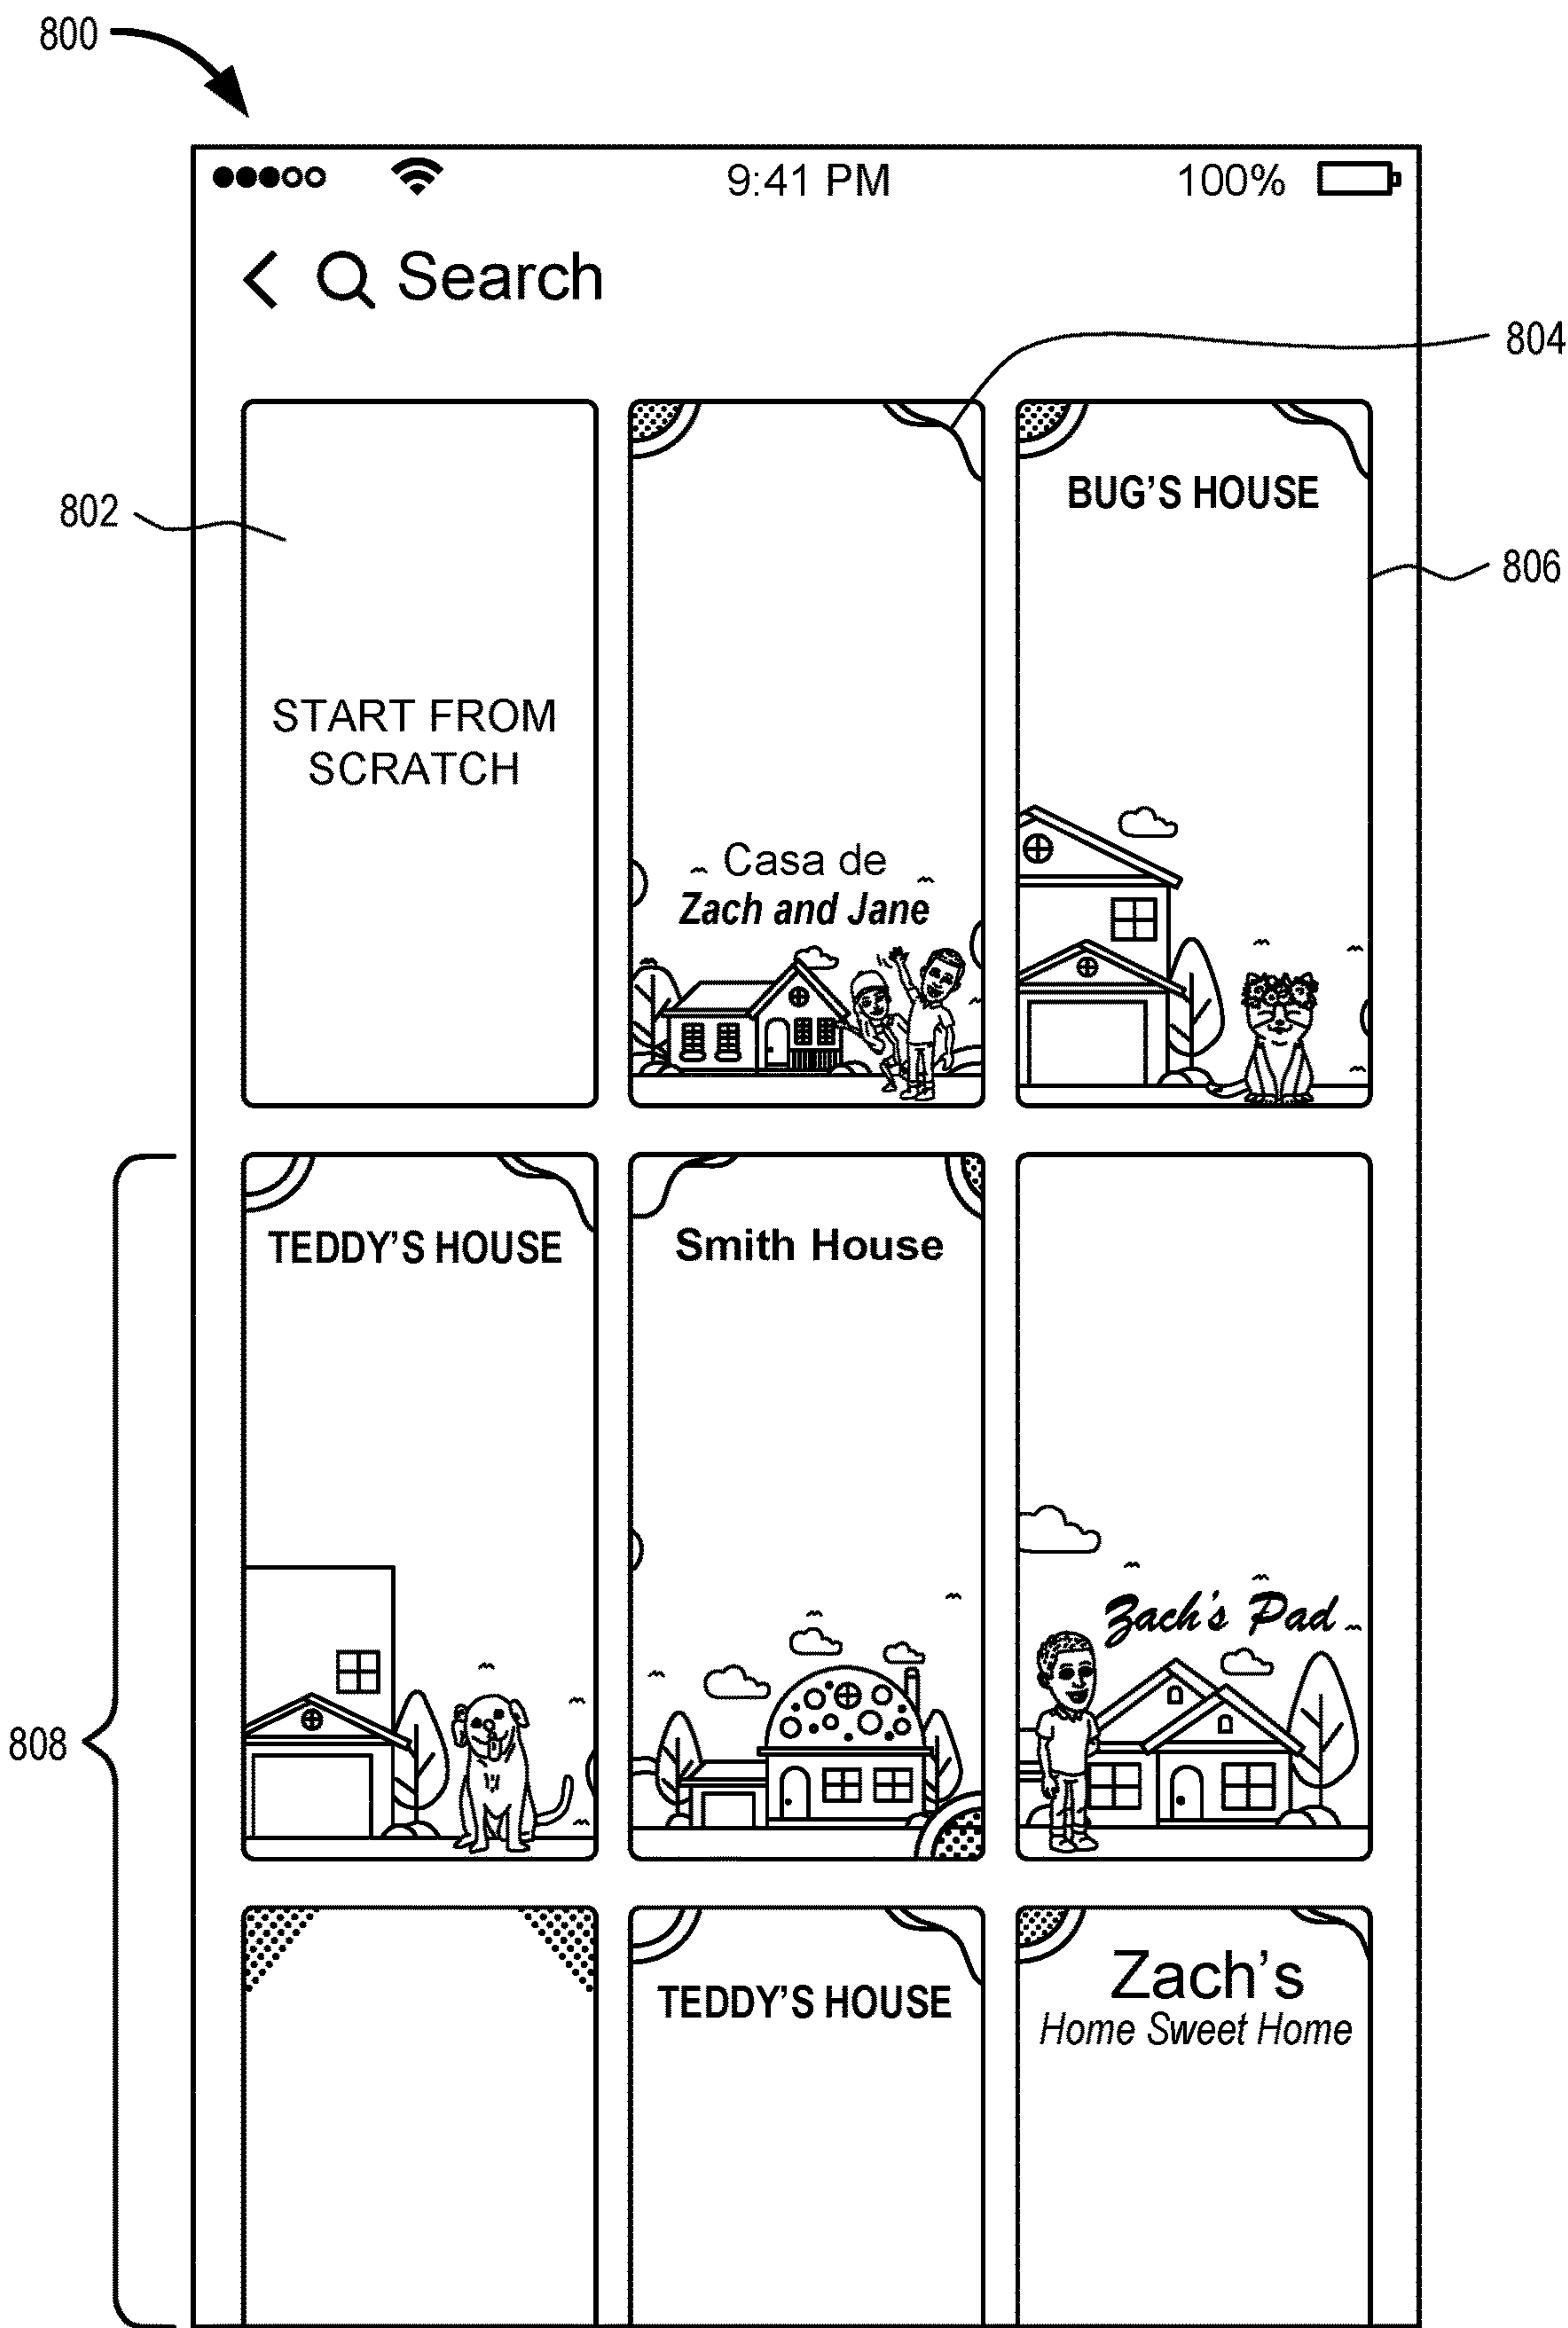 800
9:41 PM 100%
Search
804
802
806
START FROM
SCRATCH
Casa de
Zach and Jane
BUG'S HOUSE
808
TEDDY'S HOUSE
Smith House
Zach's Pad
TEDDY'S HOUSE
Zach's
Home Sweet Home